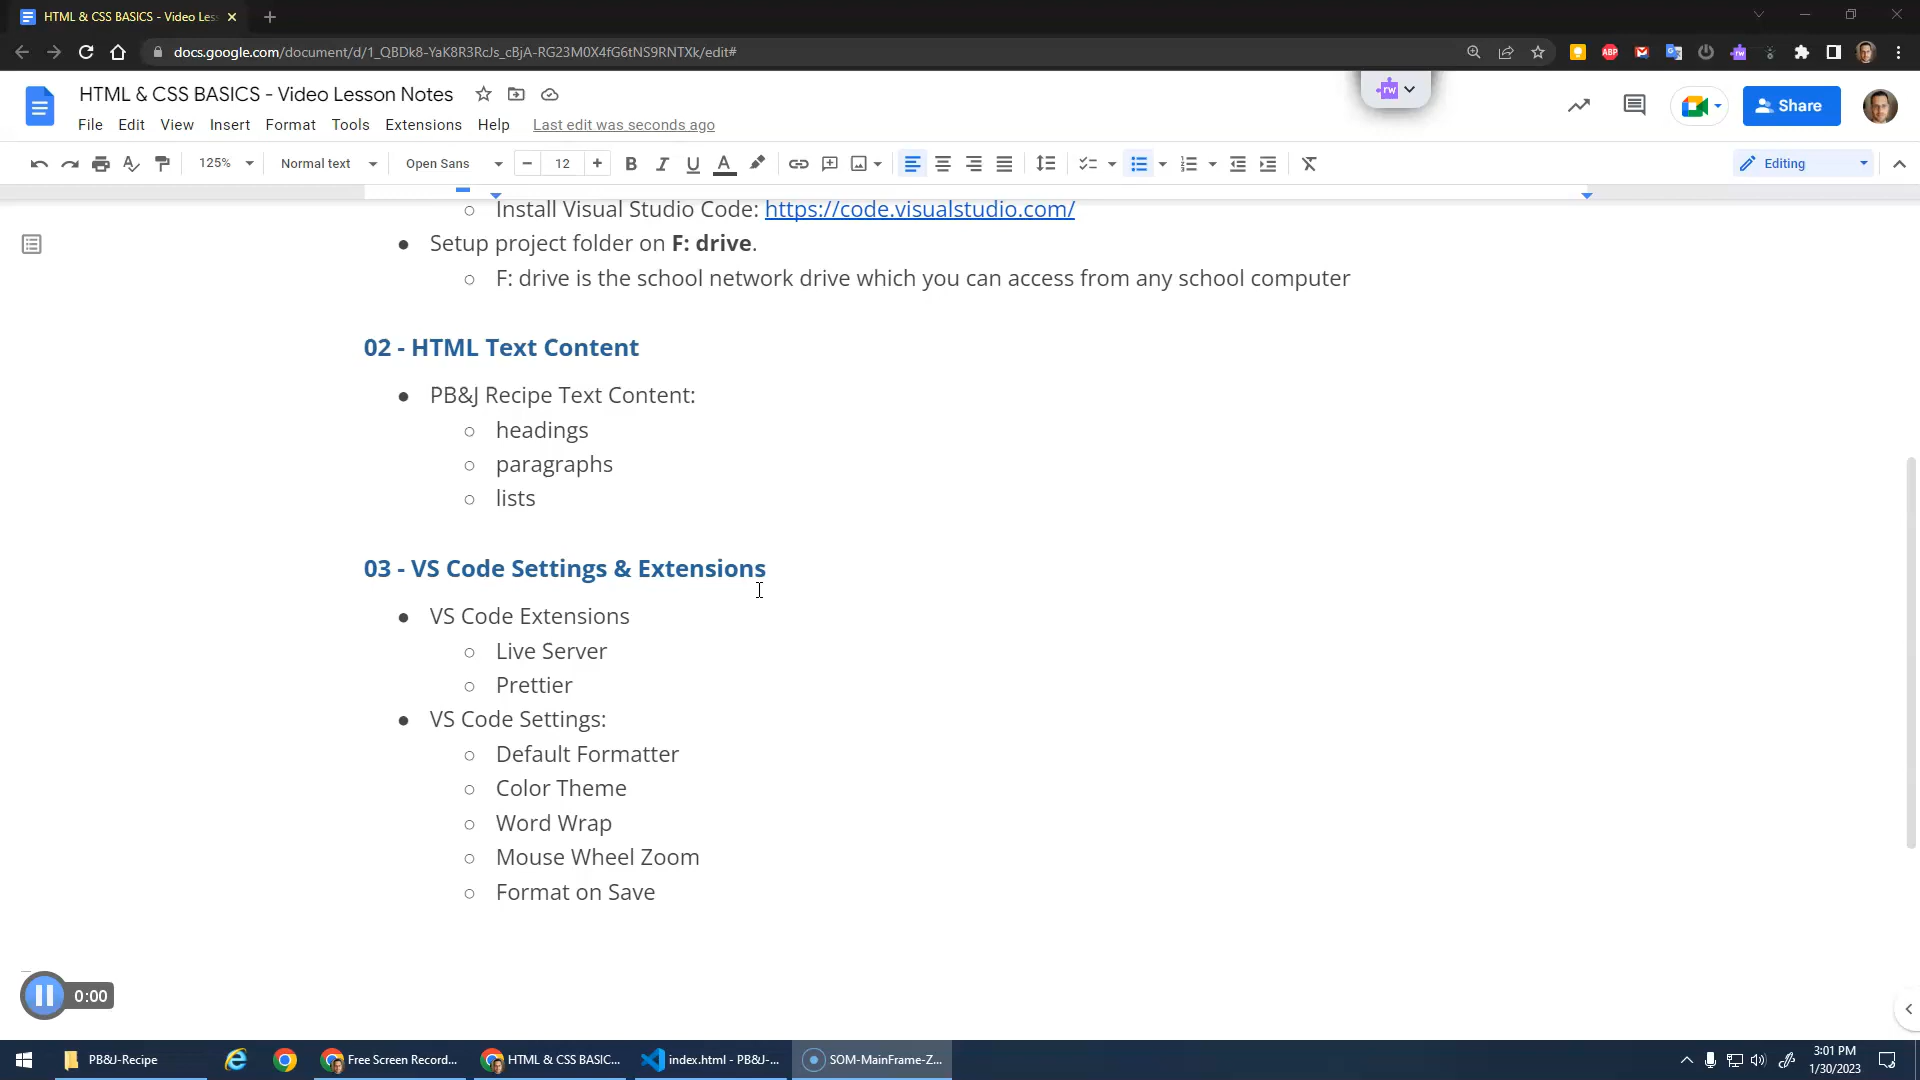 HTML & CSS BASICS - Video Les
docs.google.com/document/d/1_QBDk8-YaK8R3RcJs_cBjA-RG23M0X4fG6tNS9RNTXk/edit#
ABP
rw
HTML & CSS BASICS - Video Lesson Notes
rw
Share
File Edit View Insert Format Tools Extensions Help Last edit was seconds ago
125% Normal text Open Sans 12 B I U A Editing
Install Visual Studio Code: https://code.visualstudio.com/
Setup project folder on F: drive.
F: drive is the school network drive which you can access from any school computer
02 - HTML Text Content
PB&J Recipe Text Content:
headings
paragraphs
lists
03 - VS Code Settings & Extensions
VS Code Extensions
Live Server
Prettier
VS Code Settings:
Default Formatter
Color Theme
Word Wrap
Mouse Wheel Zoom
Format on Save
0:00
PB&J-Recipe
Free Screen Record...
HTML & CSS BASIC...
index.html - PB&J-...
SOM-MainFrame-Z...
3:01 PM
1/30/2023